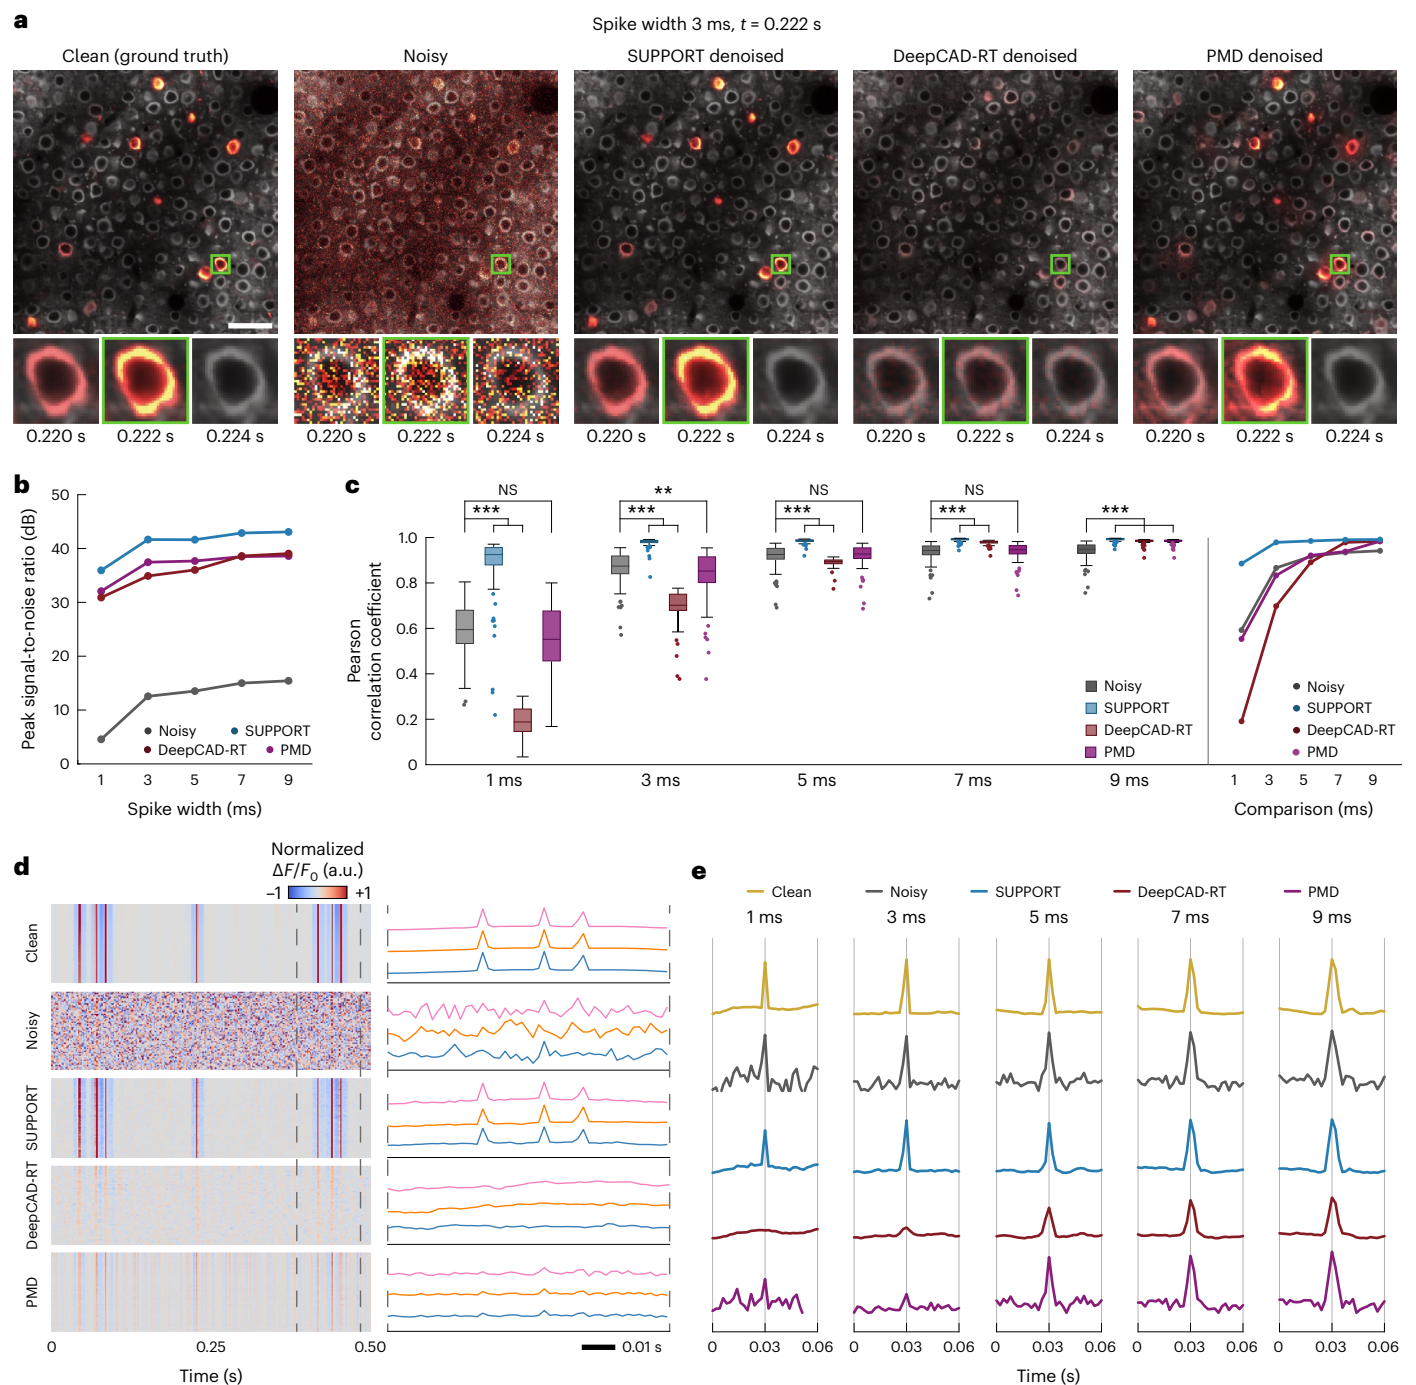 a
Spike width 3 ms, t = 0.222 s
Clean (ground truth)
Noisy
SUPPORT denoised
DeepCAD-RT denoised
PMD denoised
0.220 s 0.222 s 0.224 s
0.220 s 0.222 s 0.224 s
0.220 s 0.222 s 0.224 s
0.220 s 0.222 s 0.224 s
0.220 s 0.222 s 0.224 s
b
Peak signal-to-noise ratio (dB)
50
40
30
20
10
0
Noisy SUPPORT
DeepCAD-RT PMD
1 3 5 7 9
Spike width (ms)
c
Pearson
correlation coefficient
1.0
0.8
0.6
0.4
0.2
0
NS
***
**
***
NS
***
NS
***
***
Noisy
SUPPORT
DeepCAD-RT
PMD
1 ms 3 ms 5 ms 7 ms 9 ms
Noisy
SUPPORT
DeepCAD-RT
PMD
1 3 5 7 9
Comparison (ms)
d
Normalized
ΔF/F0 (a.u.)
−1 +1
Clean
Noisy
SUPPORT
DeepCAD-RT
PMD
0 0.25 0.50
Time (s)
0.01 s
e
Clean Noisy SUPPORT DeepCAD-RT PMD
1 ms 3 ms 5 ms 7 ms 9 ms
0 0.03 0.06 0 0.03 0.06 0 0.03 0.06 0 0.03 0.06 0 0.03 0.06
Time (s)